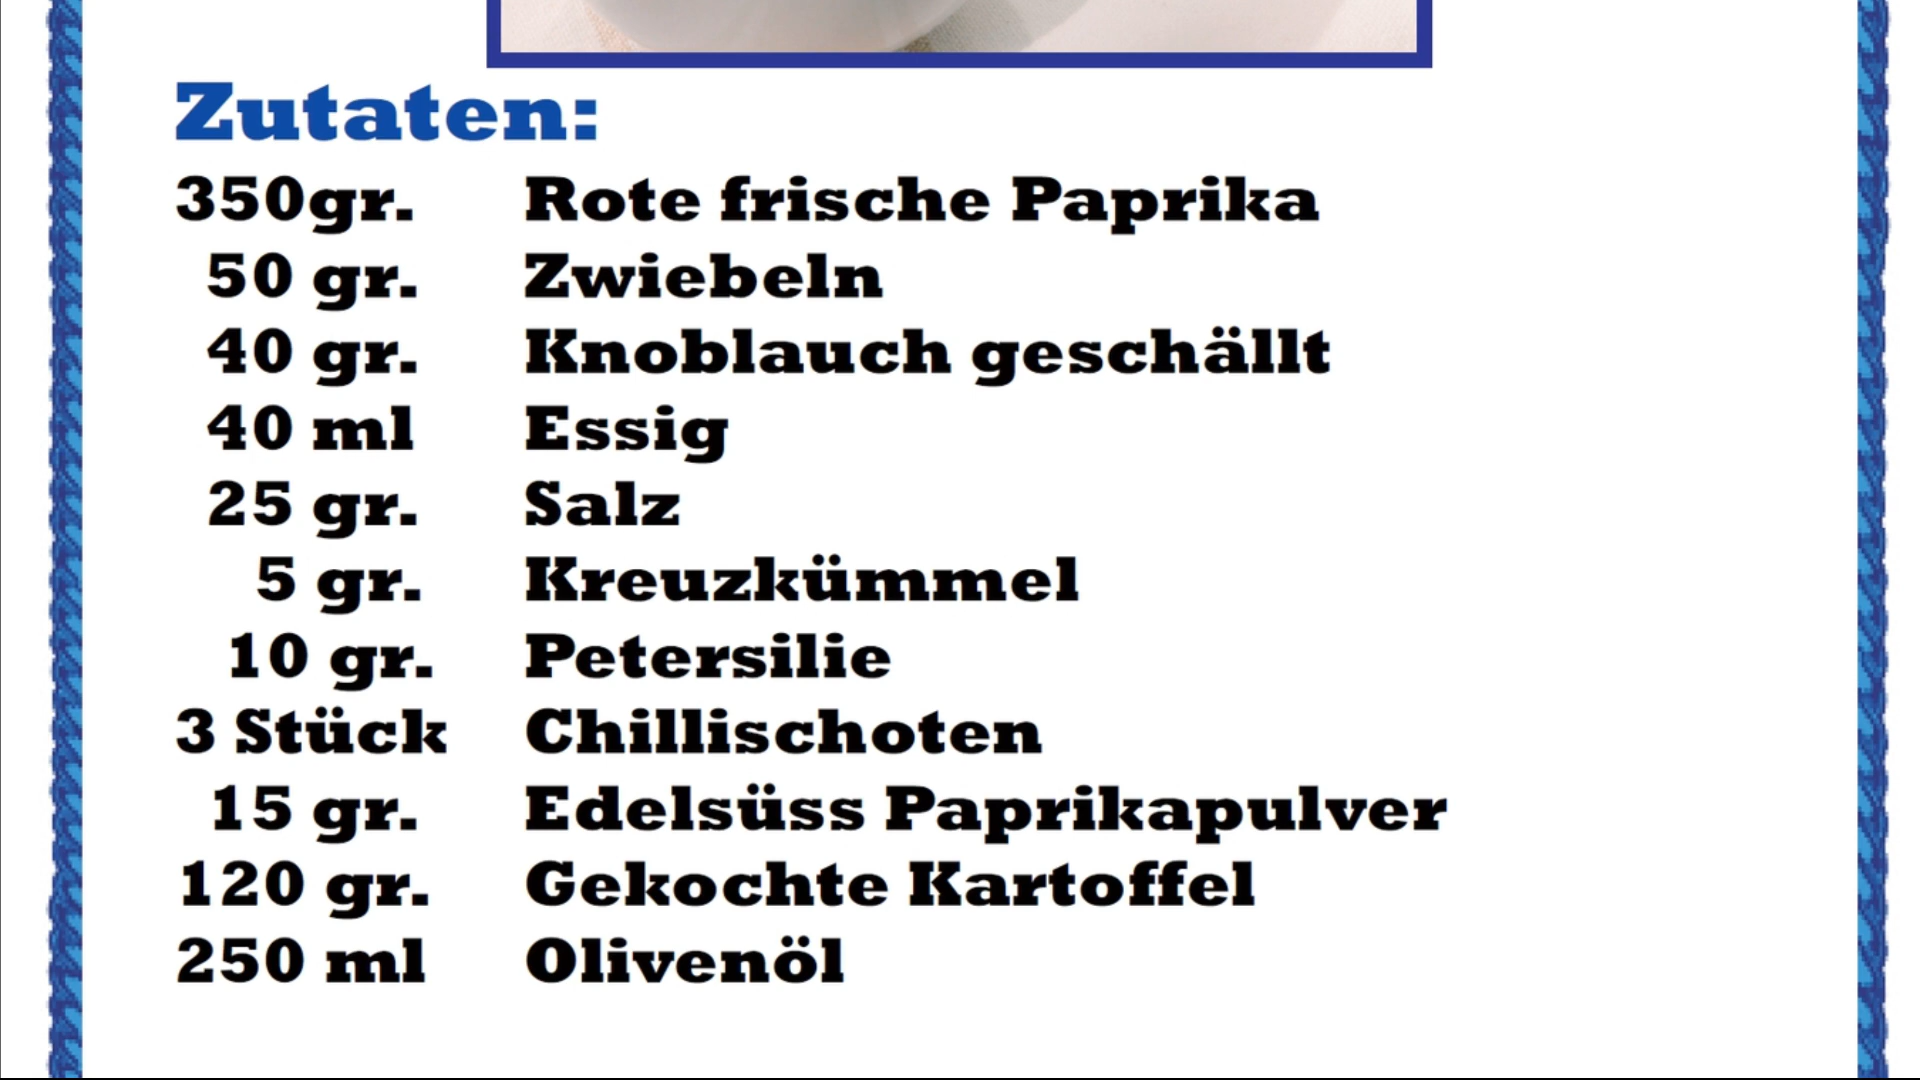 Zutaten:
350gr. Rote frische Paprika
50 gr. Zwiebeln
40 gr. Knoblauch geschällt
40 ml Essig
25 gr. Salz
5 gr. Kreuzkümmel
10 gr. Petersilie
3 Stück Chillischoten
15 gr. Edelsüss Paprikapulver
120 gr. Gekochte Kartoffel
250 ml Olivenöl